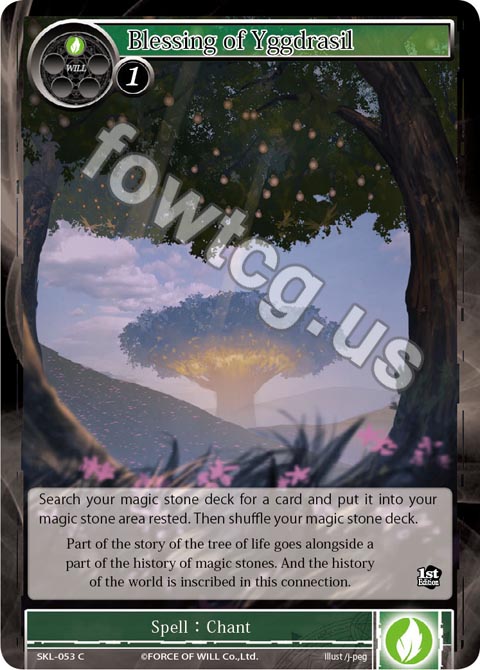 Blessing of Yggdrasil
WILL
1
fowtcg.us
Search your magic stone deck for a card and put it into your
magic stone area rested. Then shuffle your magic stone deck.
Part of the story of the tree of life goes alongside a
part of the history of magic stones. And the history
of the world is inscribed in this connection.
1st
Edition
Spell : Chant
SKL-053 C ©FORCE OF WILL Co.,Ltd. Illust/j-peg